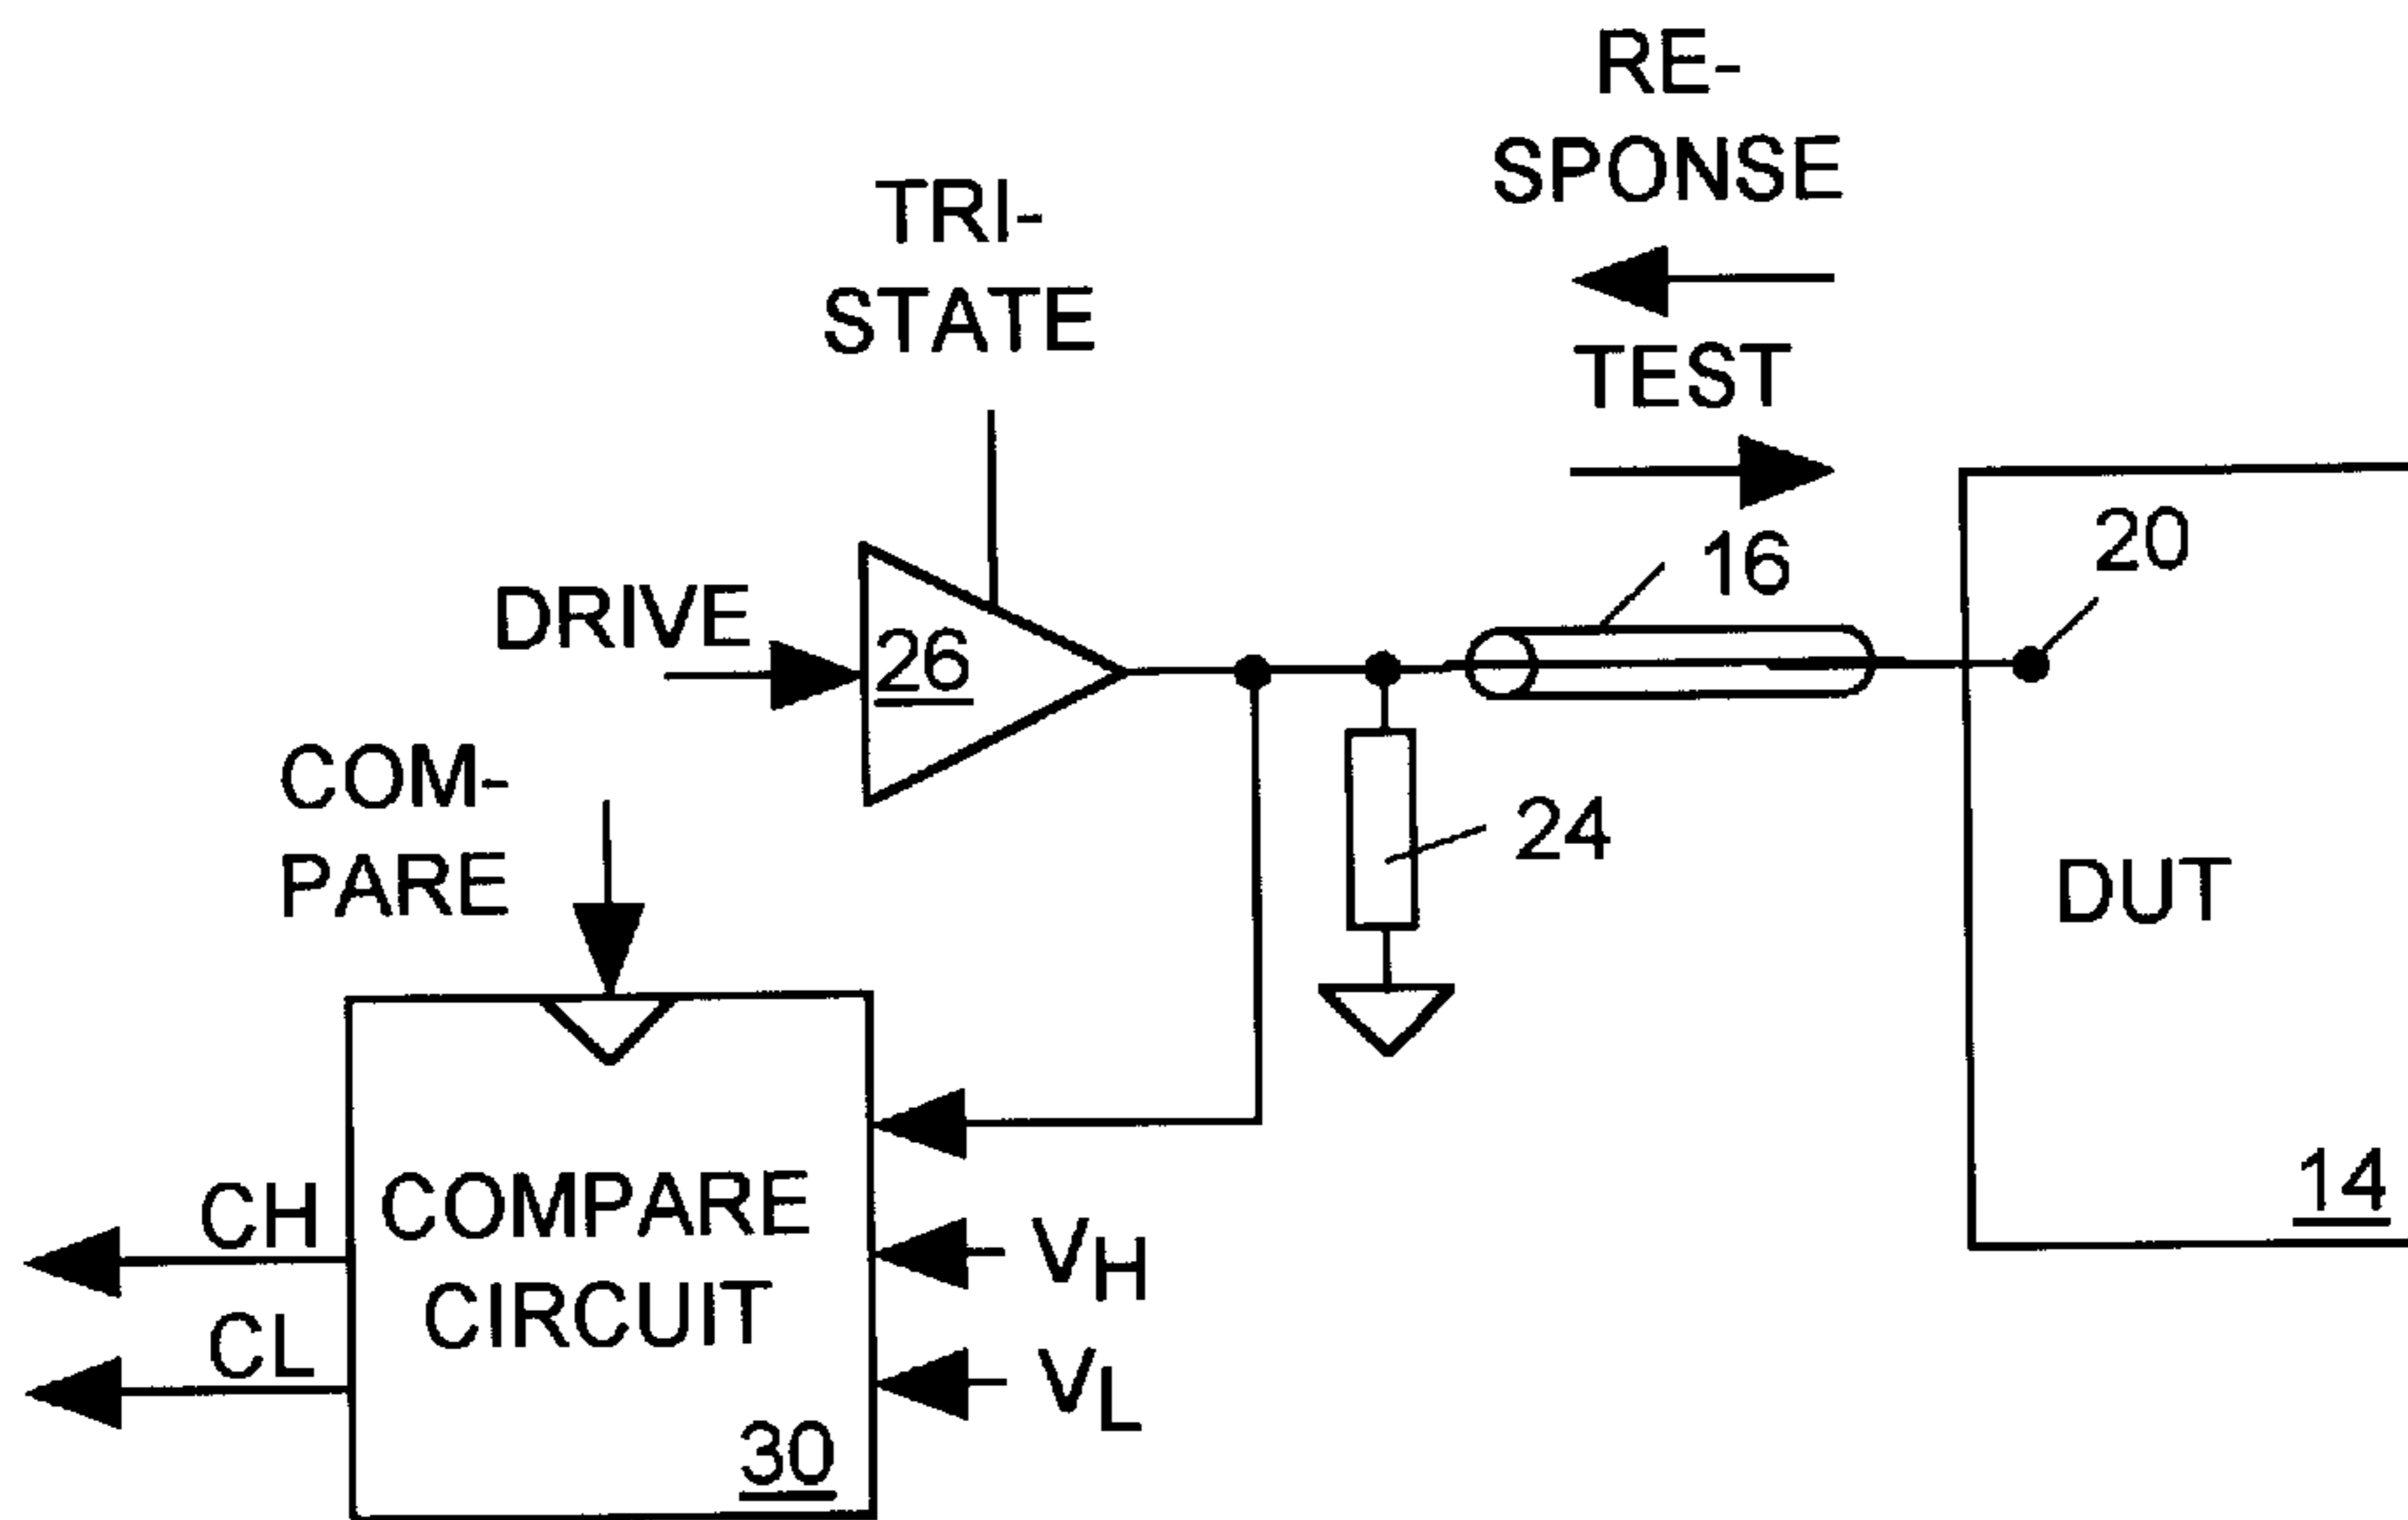 RE-
SPONSE
TRI-
STATE
TEST
16
20
DRIVE
26
COM-
PARE
24
DUT
14
COMPARE
CIRCUIT
CH
CL
VH
VL
30